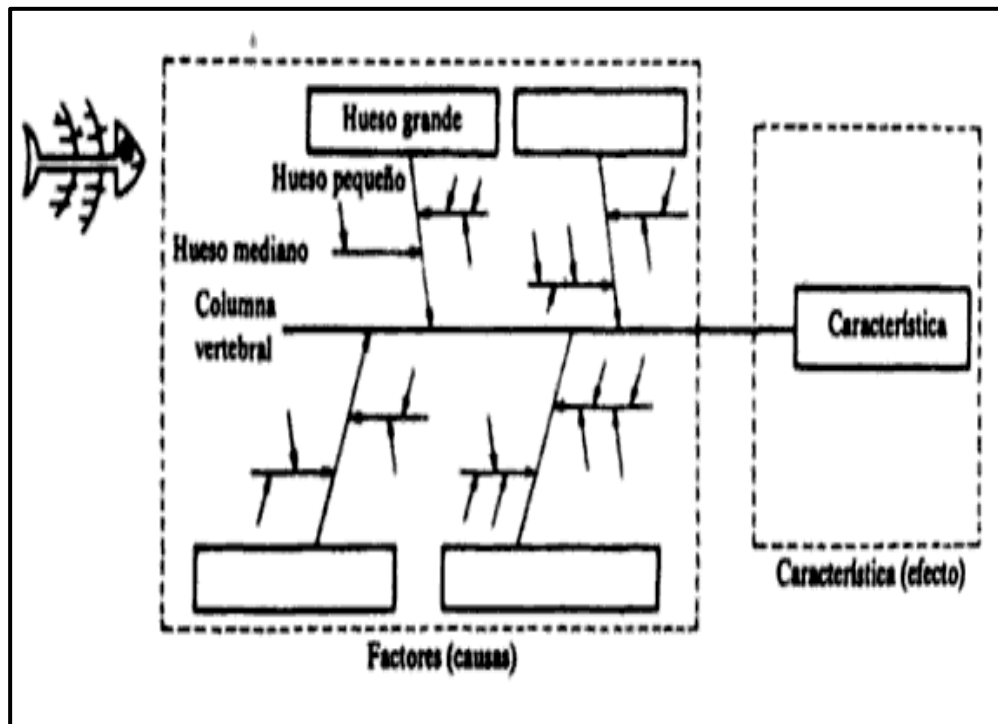 Hueso grande
Hueso pequeño
Hueso mediano
Columna
vertebral
Característica
Característica (efecto)
Factores (causas)